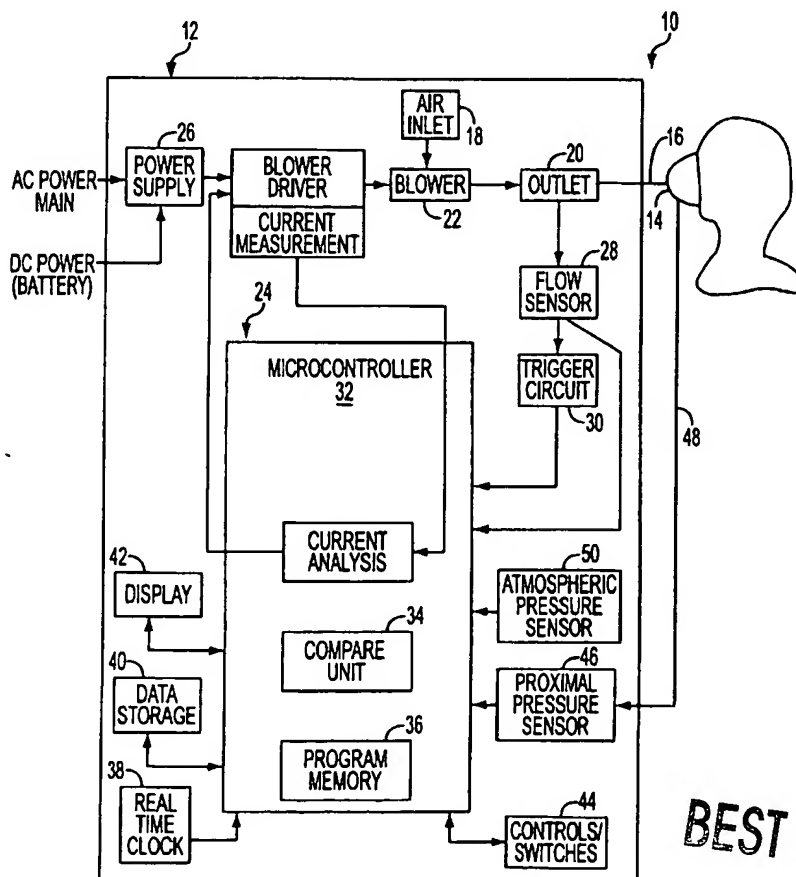 12
10
AIR
INLET
18
26
POWER
SUPPLY
AC POWER
MAIN
DC POWER
(BATTERY)
BLOWER
DRIVER
CURRENT
MEASUREMENT
BLOWER
22
20
OUTLET
16
14
28
FLOW
SENSOR
24
MICROCONTROLLER
32
TRIGGER
CIRCUIT
30
48
CURRENT
ANALYSIS
42
DISPLAY
50
ATMOSPHERIC
PRESSURE
SENSOR
34
COMPARE
UNIT
40
DATA
STORAGE
46
PROXIMAL
PRESSURE
SENSOR
36
PROGRAM
MEMORY
38
REAL
TIME
CLOCK
44
CONTROLS/
SWITCHES
BEST